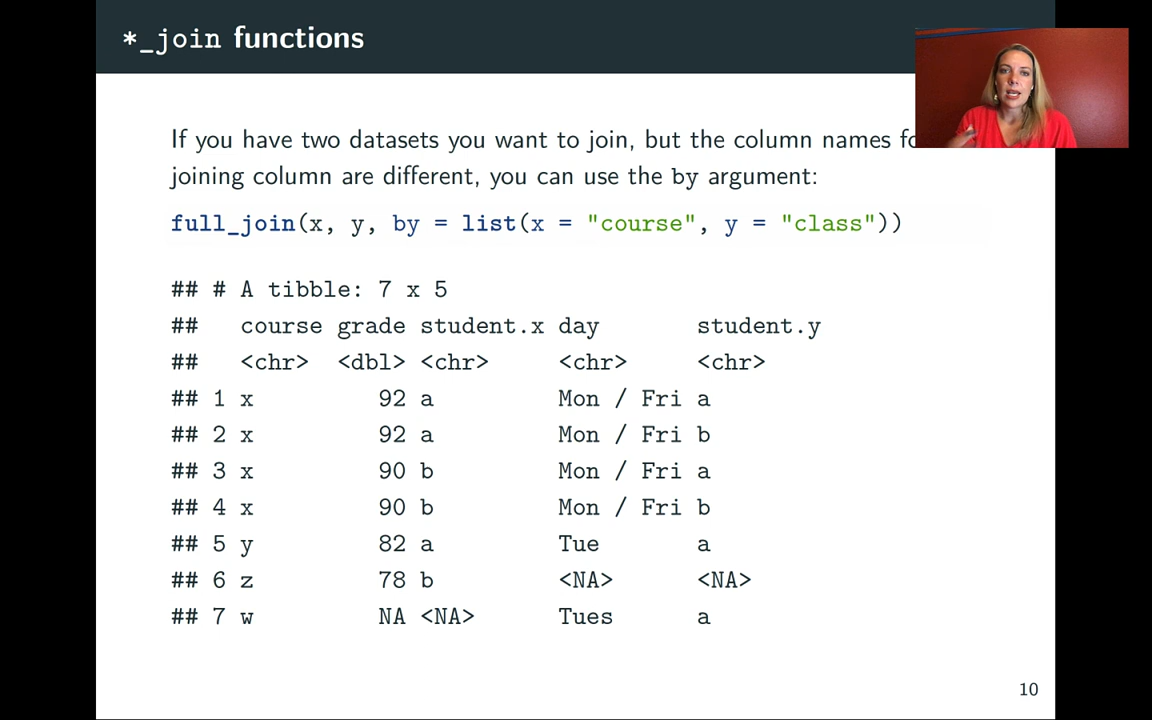 *_join functions
If you have two datasets you want to join, but the column names fo
joining column are different, you can use the by argument:
full_join(x, y, by = list(x = "course", y = "class"))
## # A tibble: 7 x 5
##   course grade student.x day       student.y
##   <chr>  <dbl> <chr>     <chr>     <chr>
## 1 x         92 a         Mon / Fri a
## 2 x         92 a         Mon / Fri b
## 3 x         90 b         Mon / Fri a
## 4 x         90 b         Mon / Fri b
## 5 y         82 a         Tue       a
## 6 z         78 b         <NA>      <NA>
## 7 w         NA <NA>      Tues      a
10